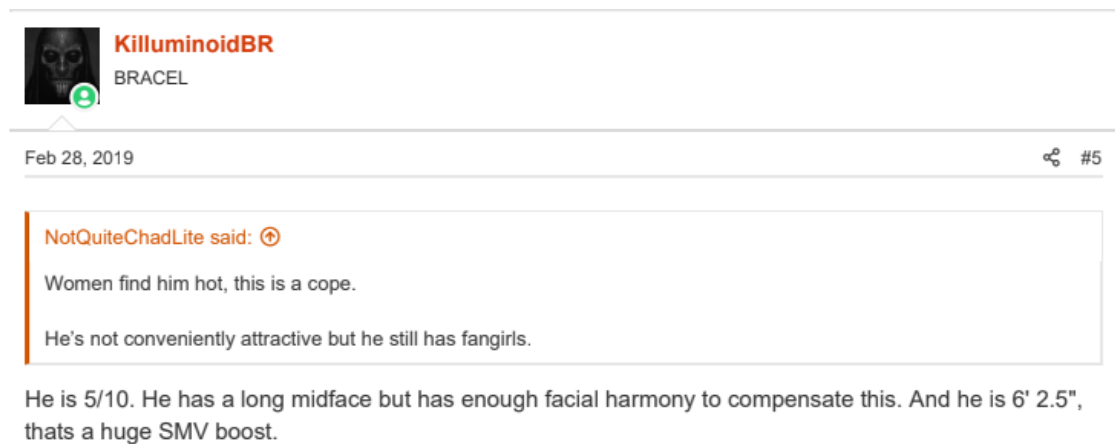 KilluminoidBR
BRACEL
Feb 28, 2019
#5
NotQuiteChadLite said:
Women find him hot, this is a cope.
He's not conveniently attractive but he still has fangirls.
He is 5/10. He has a long midface but has enough facial harmony to compensate this. And he is 6' 2.5",
thats a huge SMV boost.